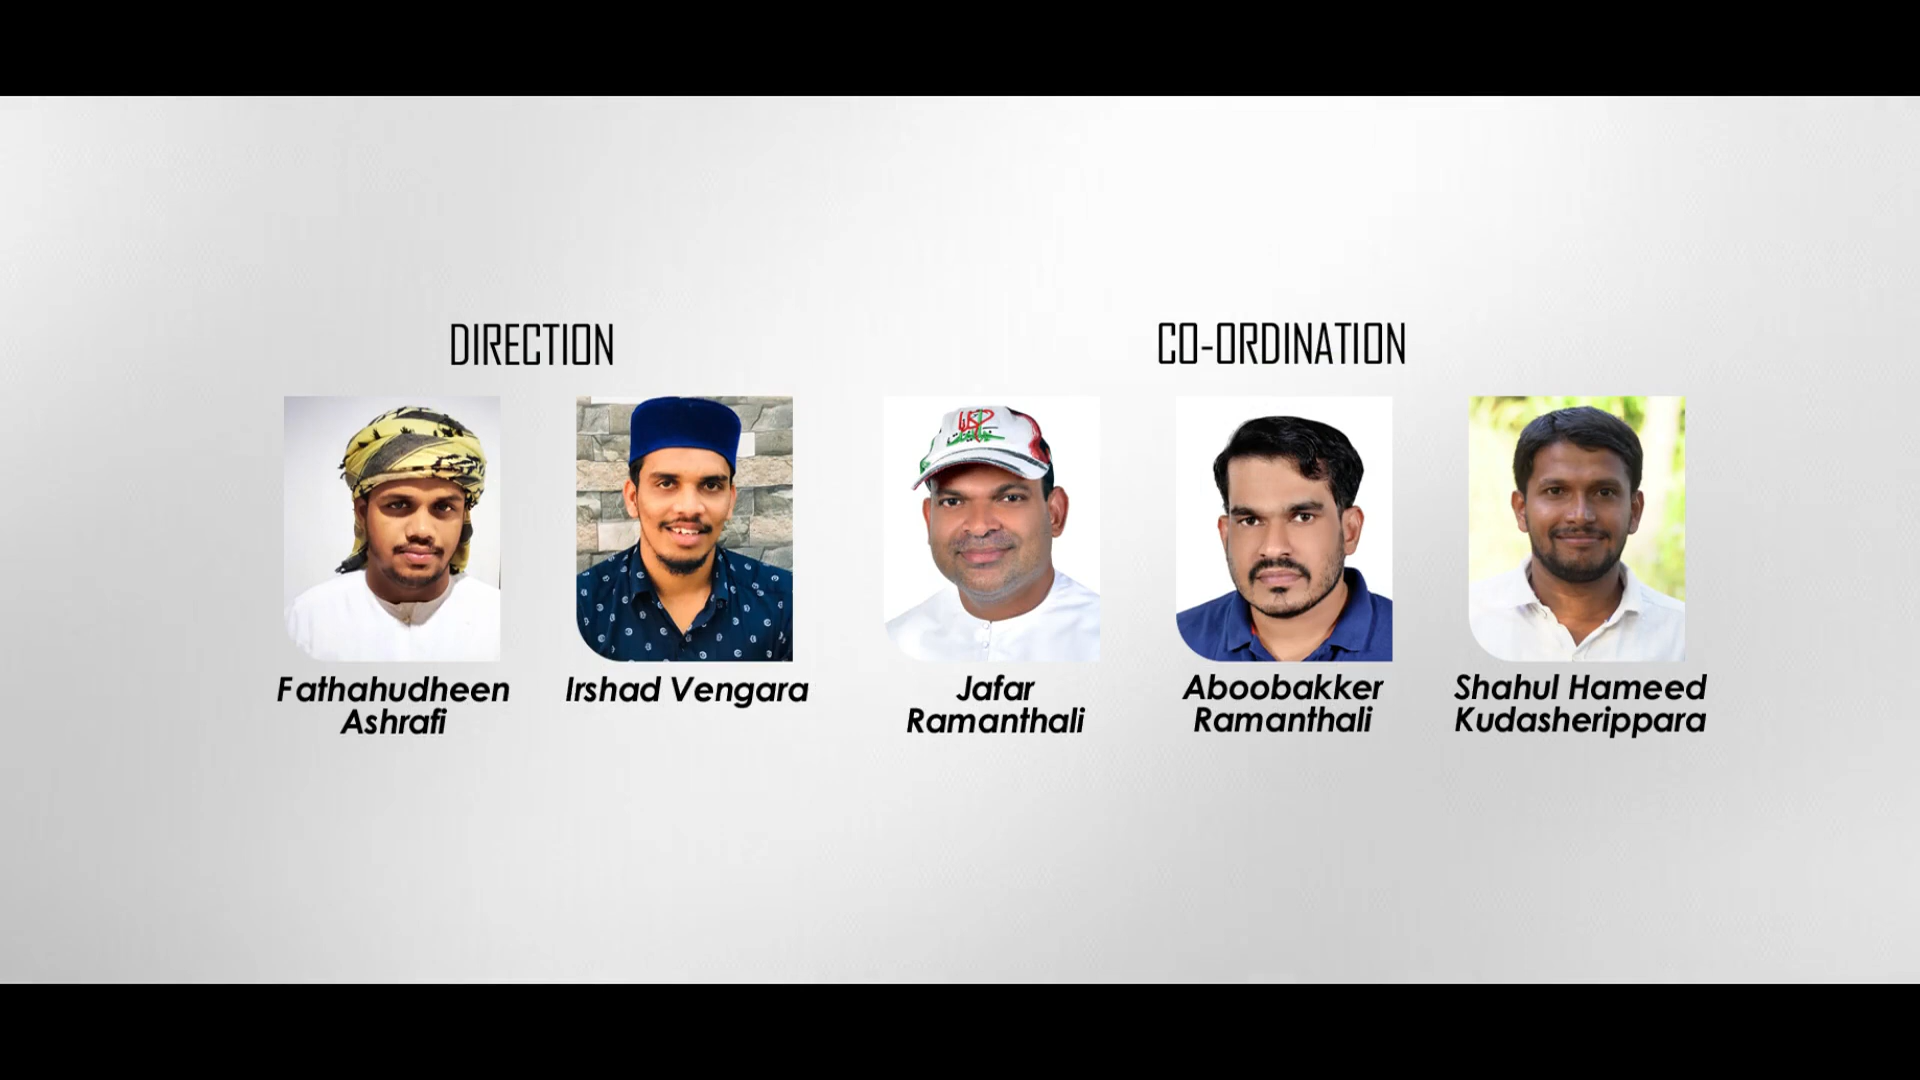 DIRECTION
CO-ORDINATION
Fathahudheen
Ashrafi
Irshad Vengara
Jafar
Ramanthali
Aboobakker
Ramanthali
Shahul Hameed
Kudasherippara